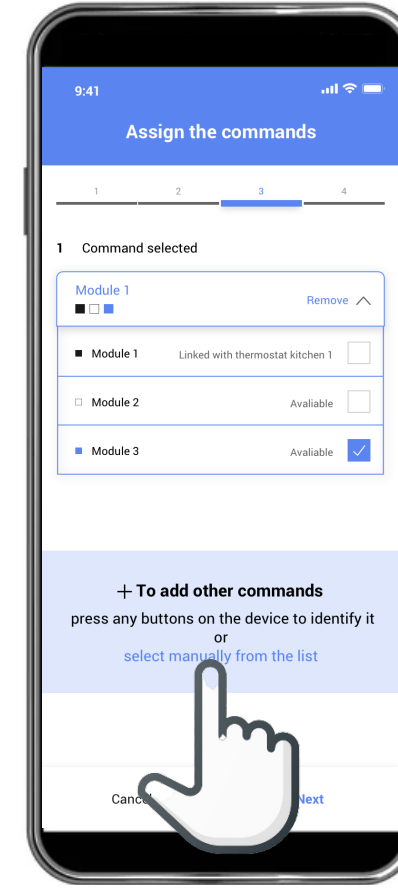 9:41
Assign the commands
1 2 3 4
1 Command selected
Module 1
Remove
Module 1 Linked with thermostat kitchen 1
Module 2 Avaliable
Module 3 Avaliable
+ To add other commands
press any buttons on the device to identify it
or
select manually from the list
Next